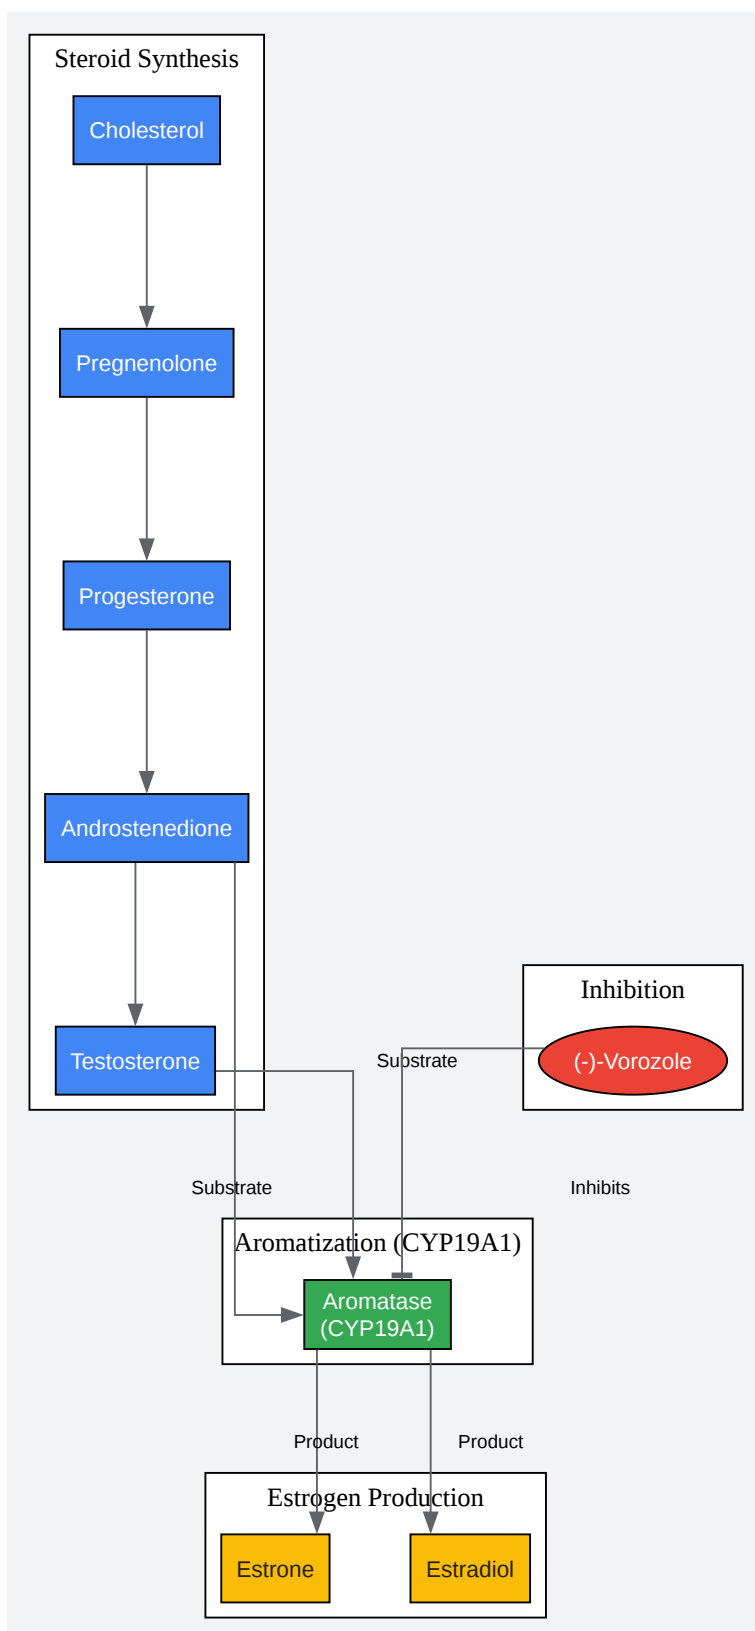 Steroid Synthesis
Cholesterol
Pregnenolone
Progesterone
Androstenedione
Inhibition
Testosterone
Substrate
(-)-Vorozole
Substrate
Inhibits
Aromatization (CYP19A1)
Aromatase
(CYP19A1)
Product
Product
Estrogen Production
Estrone
Estradiol